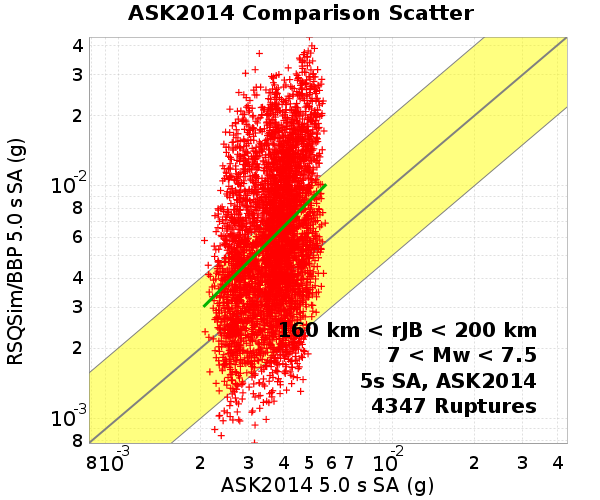 ASK2014 Comparison Scatter
RSQSim/BBP 5.0 s SA (g)
4
3
2
10-2
8
6
4
3
2
10-3
8
160 km < rJB < 200 km
7 < Mw < 7.5
5s SA, ASK2014
4347 Ruptures
8 10-3 2 3 4 5 6 7 10-2 2 3 4
ASK2014 5.0 s SA (g)